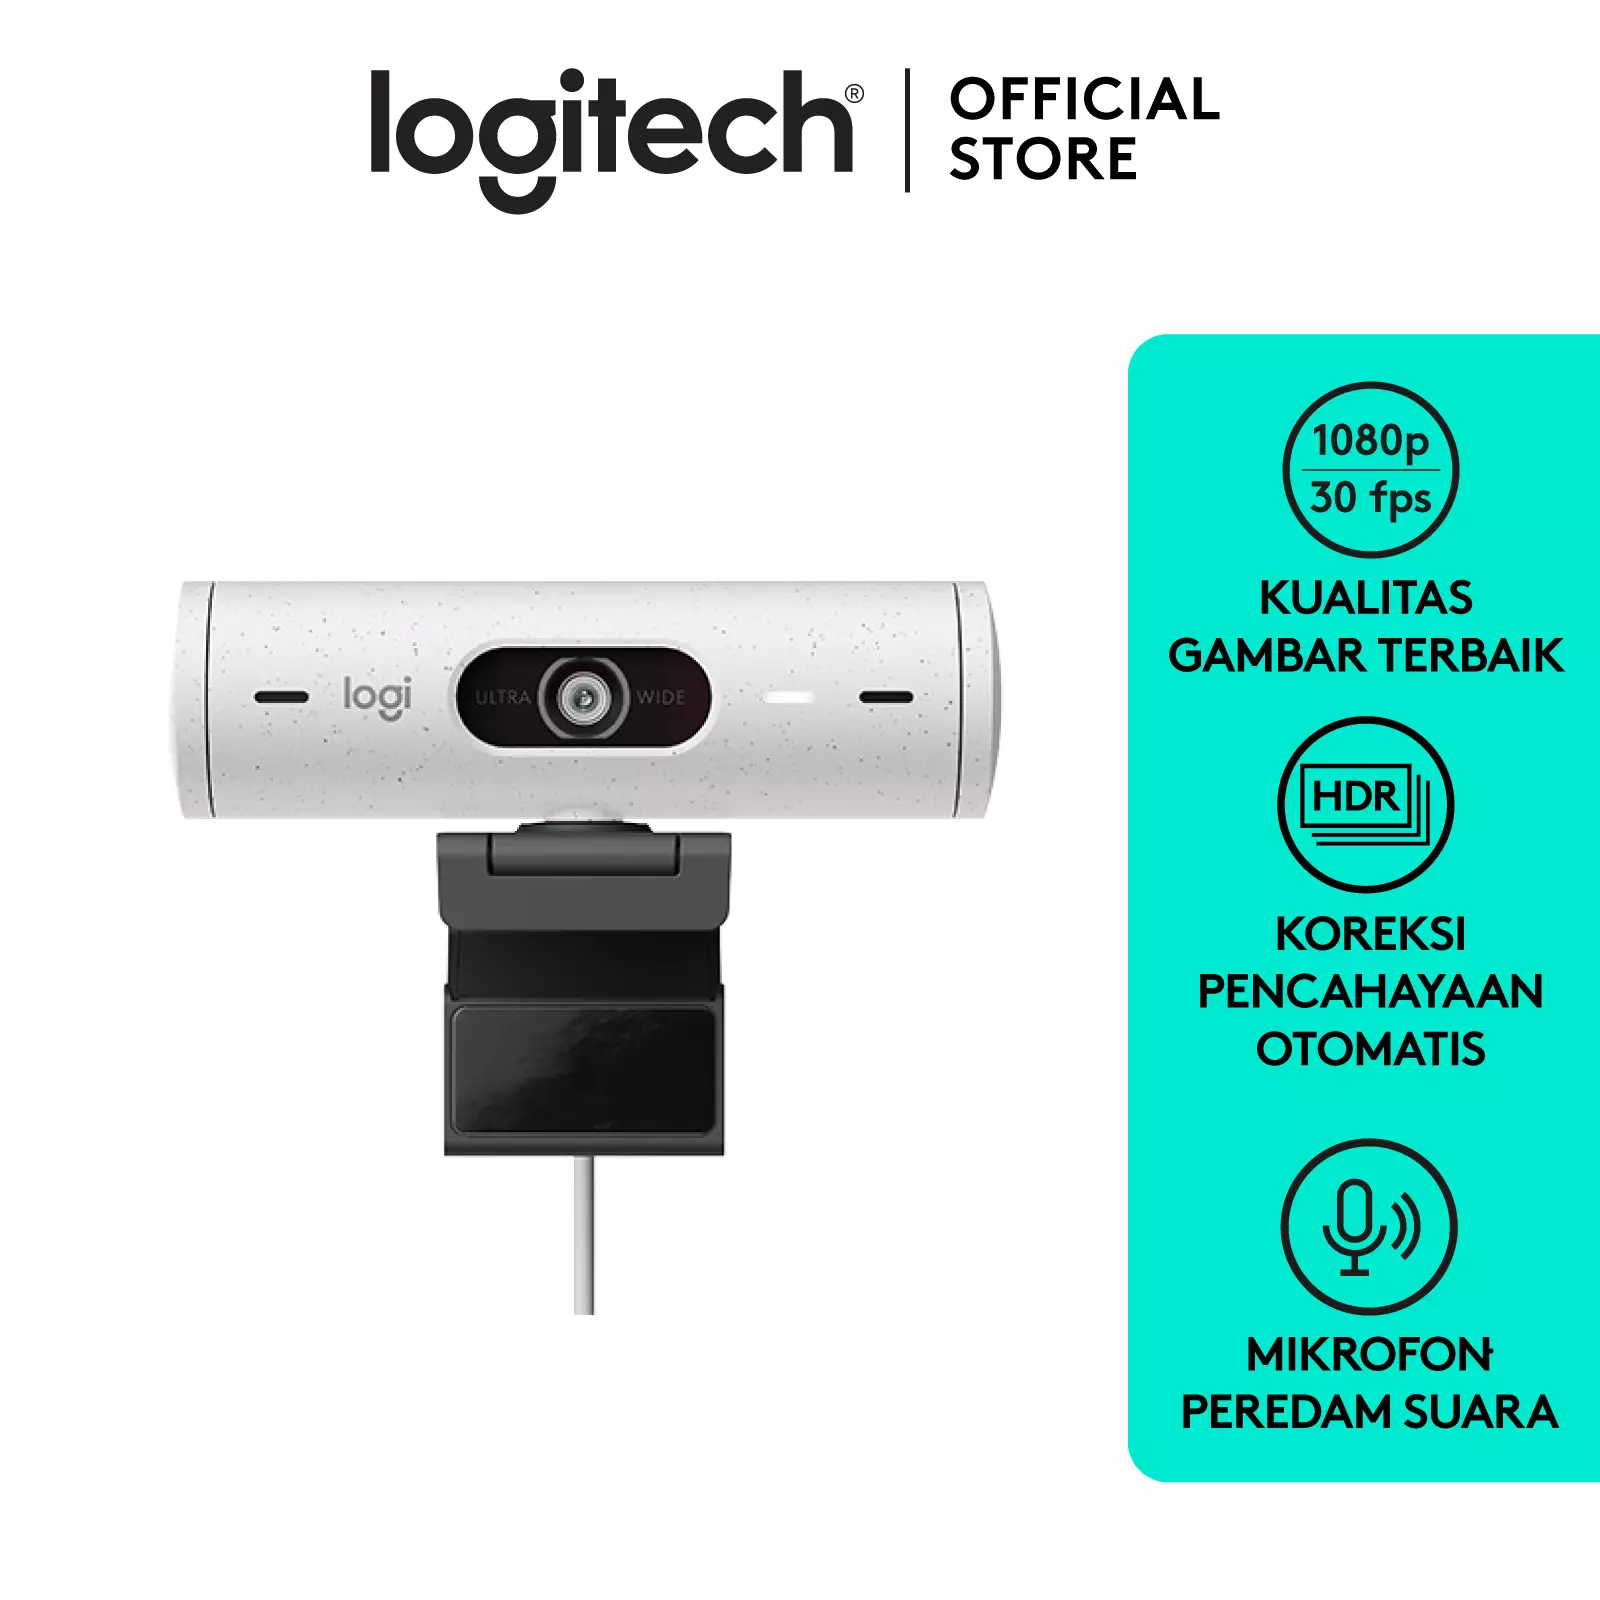 logitech®
OFFICIAL
STORE
1080p
30 fps
KUALITAS
GAMBAR TERBAIK
logi
ULTRA WIDE
HDR
KOREKSI
PENCAHAYAAN
OTOMATIS
MIKROFON
PEREDAM SUARA